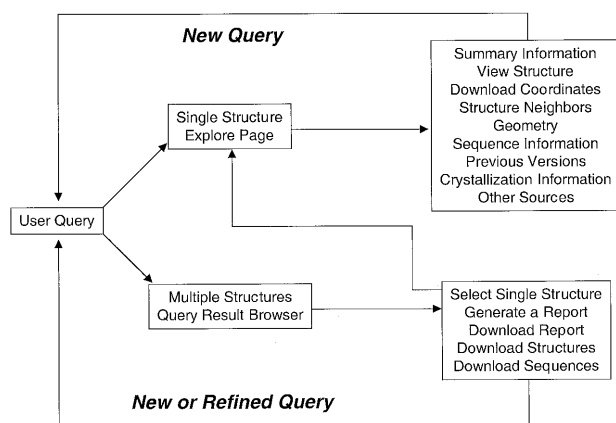 New Query
Summary Information
View Structure
Download Coordinates
Structure Neighbors
Geometry
Sequence Information
Previous Versions
Crystallization Information
Other Sources
Single Structure
Explore Page
User Query
Multiple Structures
Query Result Browser
Select Single Structure
Generate a Report
Download Report
Download Structures
Download Sequences
New or Refined Query